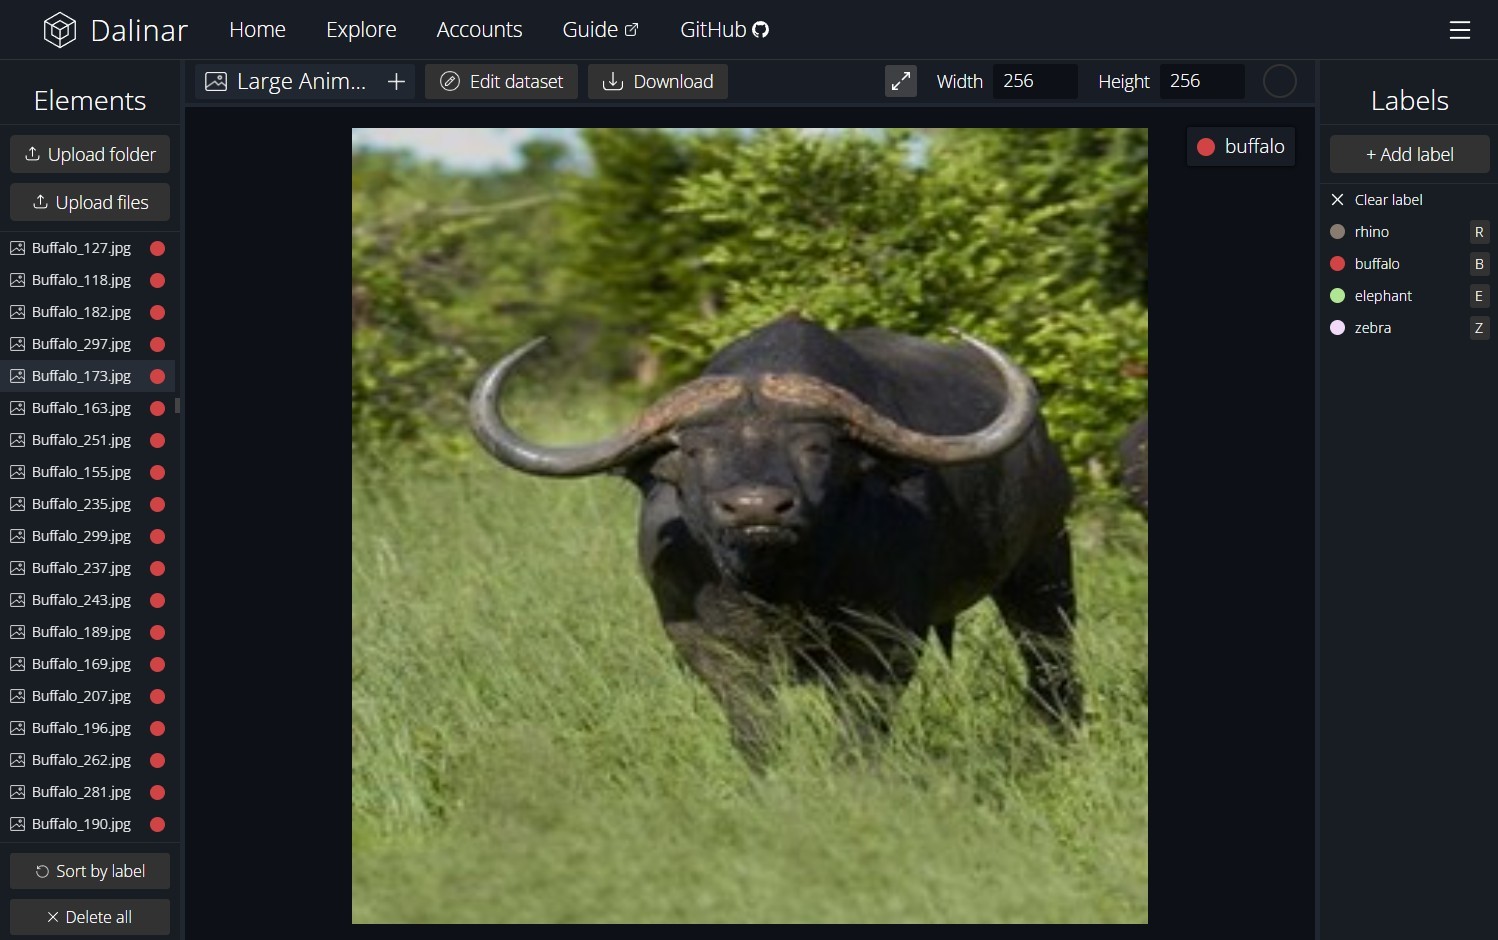 Dalinar
Home
Explore
Accounts
Guide
GitHub
Elements
Upload folder
Upload files
Buffalo_127.jpg
Buffalo_118.jpg
Buffalo_182.jpg
Buffalo_297.jpg
Buffalo_173.jpg
Buffalo_163.jpg
Buffalo_251.jpg
Buffalo_155.jpg
Buffalo_235.jpg
Buffalo_299.jpg
Buffalo_237.jpg
Buffalo_243.jpg
Buffalo_189.jpg
Buffalo_169.jpg
Buffalo_207.jpg
Buffalo_196.jpg
Buffalo_262.jpg
Buffalo_281.jpg
Buffalo_190.jpg
Sort by label
Delete all
Large Anim...
Edit dataset
Download
Width 256
Height 256
buffalo
Labels
+ Add label
Clear label
rhino R
buffalo B
elephant E
zebra Z